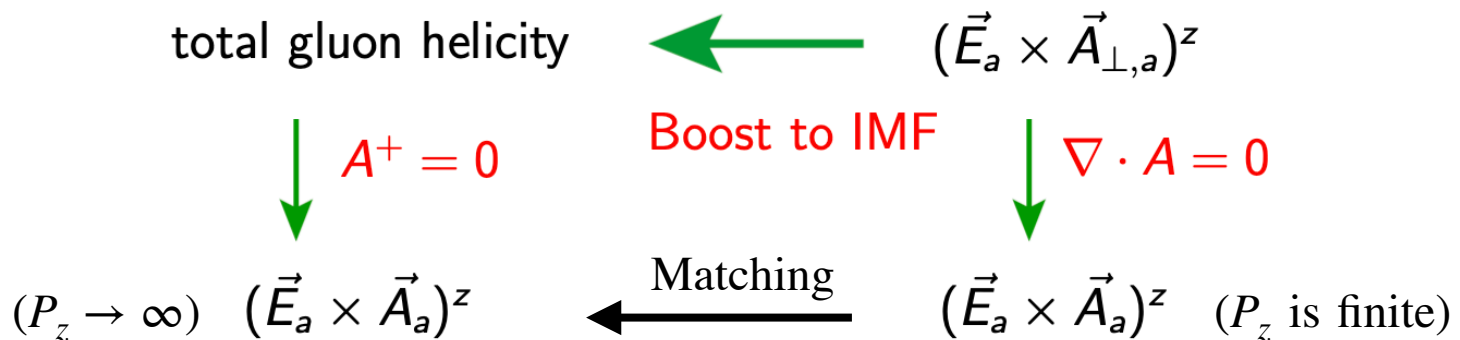 total gluon helicity (E⃗ₐ × A⃗⊥,ₐ)ᶻ
Boost to IMF
A⁺ = 0 ∇ · A = 0
Matching
(P_z → ∞) (E⃗ₐ × A⃗ₐ)ᶻ (E⃗ₐ × A⃗ₐ)ᶻ (P_z is finite)